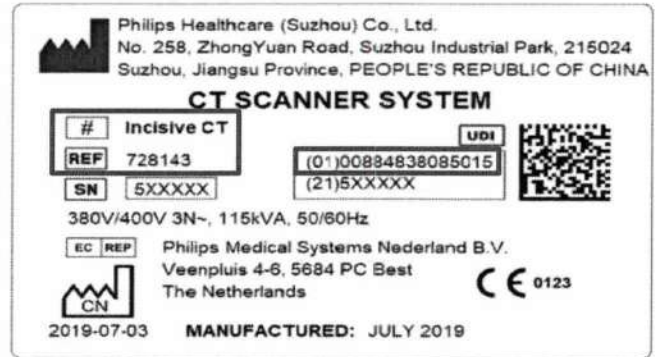 Philips Healthcare (Suzhou) Co., Ltd.
No. 258, ZhongYuan Road, Suzhou Industrial Park, 215024
Suzhou, Jiangsu Province, PEOPLE'S REPUBLIC OF CHINA
CT SCANNER SYSTEM
# Incisive CT
UDI
REF 728143
(01)00884838085015
SN 5XXXXX
(21)5XXXXX
380V/400V 3N~, 115kVA, 50/60Hz
EC REP Philips Medical Systems Nederland B.V.
Veenpluis 4-6, 5684 PC Best
The Netherlands
CE 0123
CN
2019-07-03 MANUFACTURED: JULY 2019